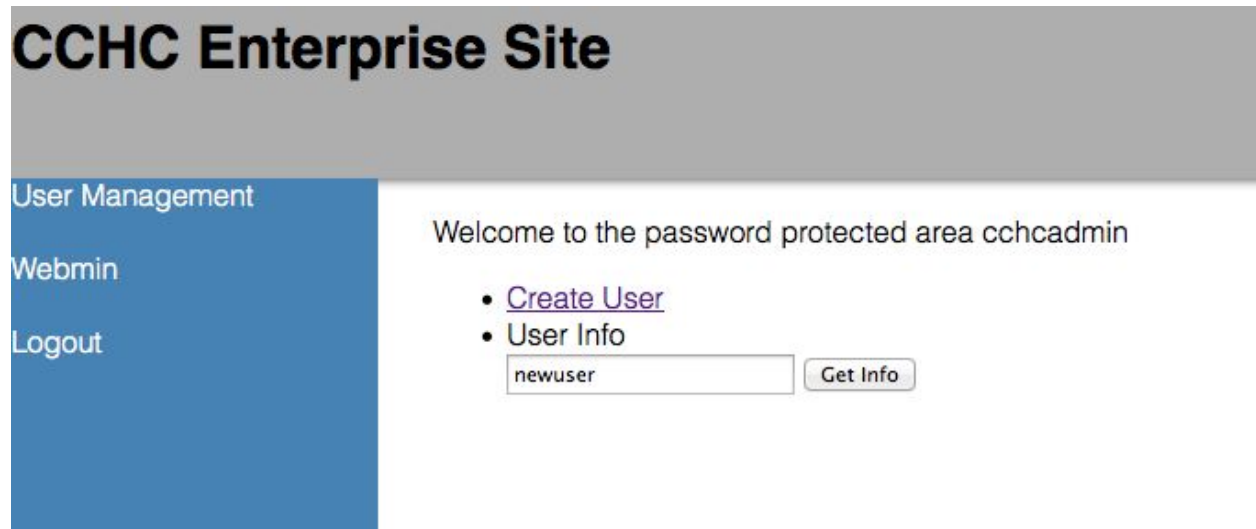 CCHC Enterprise Site
User Management
Webmin
Logout
Welcome to the password protected area cchcadmin
Create User
User Info
newuser Get Info